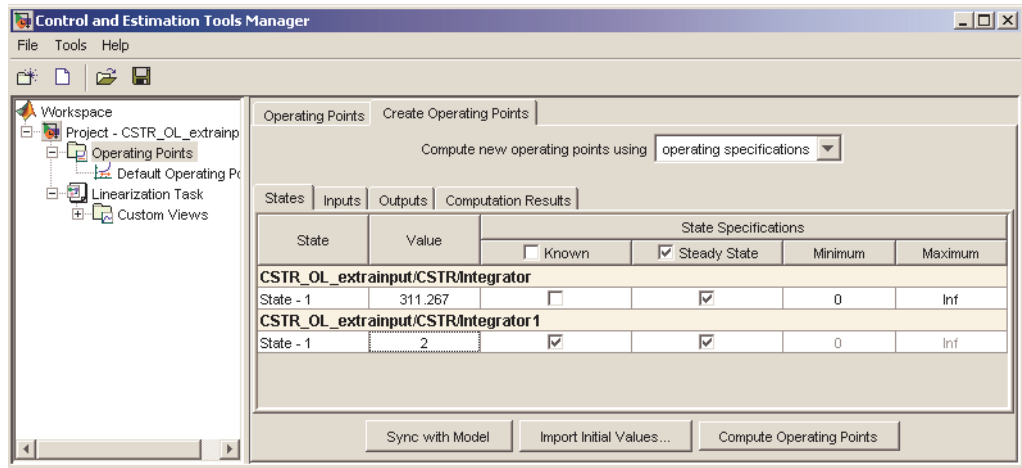 Control and Estimation Tools Manager
File Tools Help
Workspace
Project - CSTR_OL_extrainp
Operating Points
Default Operating Po
Linearization Task
Custom Views
Operating Points Create Operating Points
Compute new operating points using operating specifications
States Inputs Outputs Computation Results
State Value State Specifications
Known Steady State Minimum Maximum
CSTR_OL_extrainput/CSTR/Integrator
State - 1 311.267 0 Inf
CSTR_OL_extrainput/CSTR/Integrator1
State - 1 2 0 Inf
Sync with Model Import Initial Values... Compute Operating Points